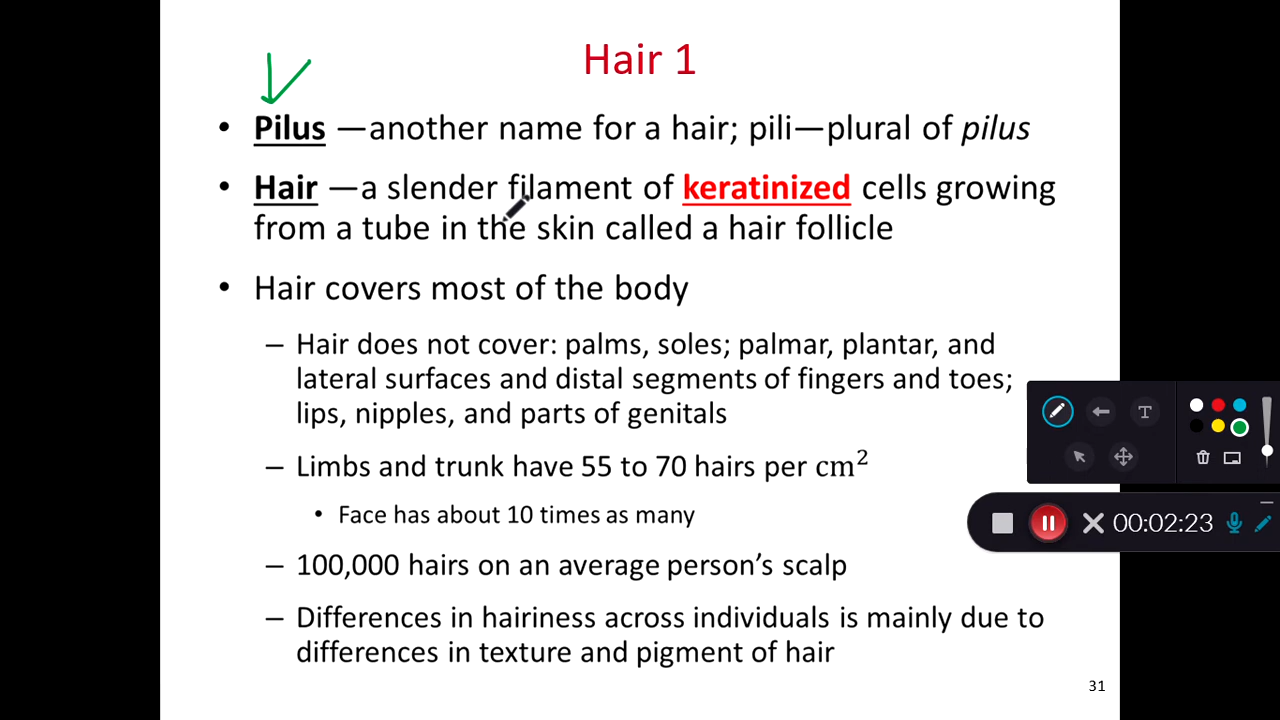 Hair 1
• Pilus —another name for a hair; pili—plural of pilus
• Hair —a slender filament of keratinized cells growing
from a tube in the skin called a hair follicle
• Hair covers most of the body
– Hair does not cover: palms, soles; palmar, plantar, and
lateral surfaces and distal segments of fingers and toes;
lips, nipples, and parts of genitals
– Limbs and trunk have 55 to 70 hairs per cm²
• Face has about 10 times as many
– 100,000 hairs on an average person’s scalp
– Differences in hairiness across individuals is mainly due to
differences in texture and pigment of hair
31
T
00:02:23